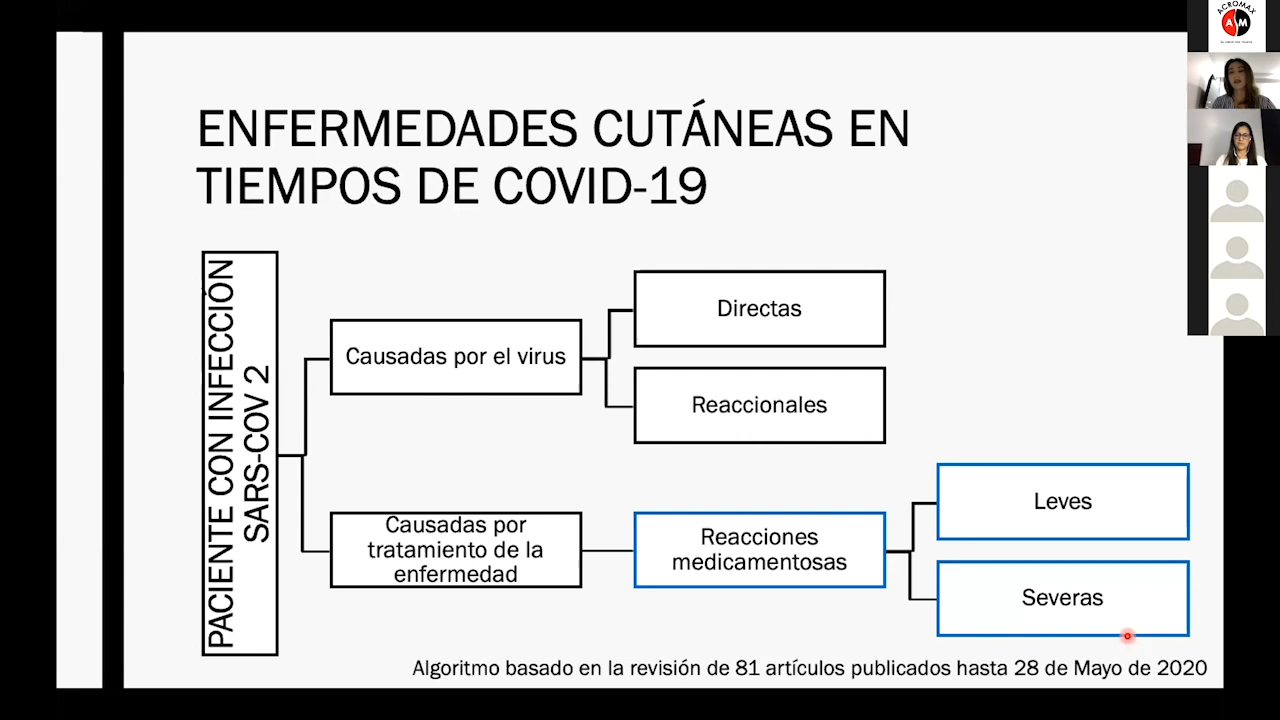 ENFERMEDADES CUTÁNEAS EN
TIEMPOS DE COVID-19
PACIENTE CON INFECCIÓN
SARS-COV 2
Causadas por el virus
Directas
Reaccionales
Causadas por
tratamiento de la
enfermedad
Reacciones
medicamentosas
Leves
Severas
Algoritmo basado en la revisión de 81 artículos publicados hasta 28 de Mayo de 2020
ACROMAX
AM